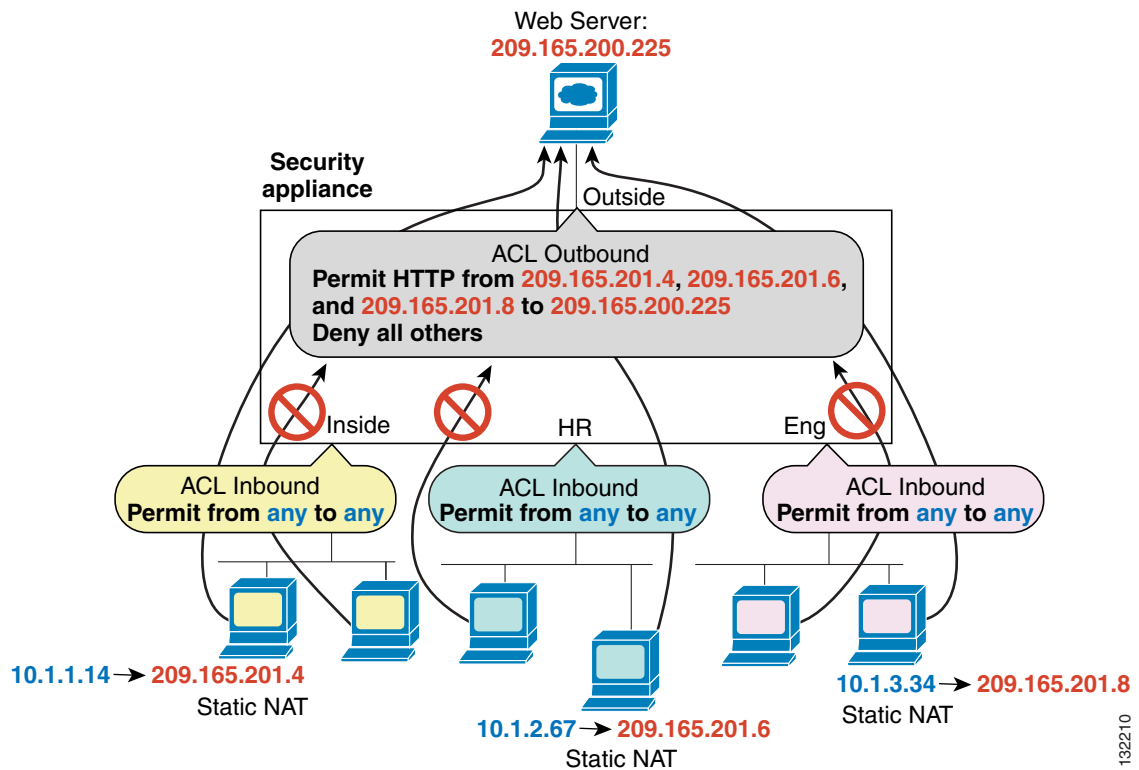 Web Server:
209.165.200.225
Security
appliance
Outside
ACL Outbound
Permit HTTP from 209.165.201.4, 209.165.201.6,
and 209.165.201.8 to 209.165.200.225
Deny all others
Inside
HR
Eng
ACL Inbound
Permit from any to any
ACL Inbound
Permit from any to any
ACL Inbound
Permit from any to any
10.1.1.14 209.165.201.4
Static NAT
10.1.2.67 209.165.201.6
Static NAT
10.1.3.34 209.165.201.8
Static NAT
132210